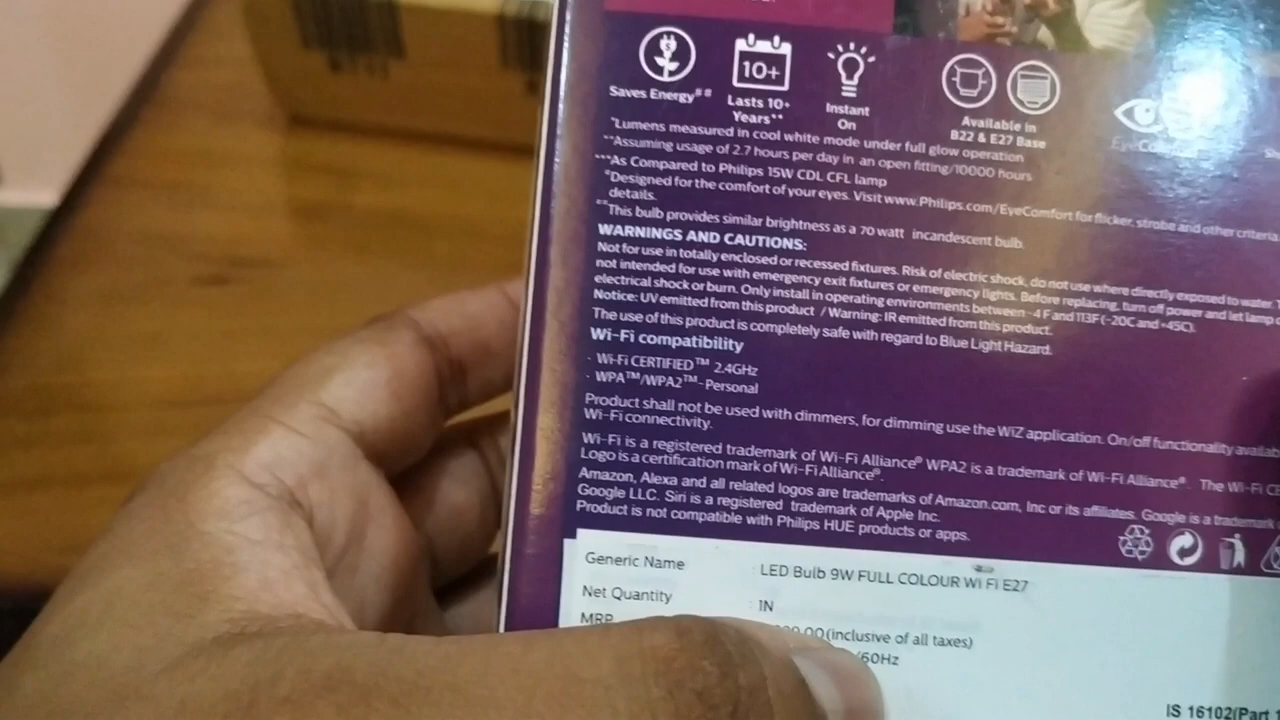 10+
Saves Energy##
Lasts 10+
Years**
Instant
On
Available in
B22 & E27 Base
*Lumens measured in cool white mode under full glow operation
**Assuming usage of 2.7 hours per day in an open fitting/10000 hours
***As Compared to Philips 15W CDL CFL lamp
#Designed for the comfort of your eyes. Visit www.Philips.com/EyeComfort for flicker, strobe and other criteria
details.
##This bulb provides similar brightness as a 70 watt incandescent bulb.
WARNINGS AND CAUTIONS:
Not for use in totally enclosed or recessed fixtures. Risk of electric shock, do not use where directly exposed to water.
not intended for use with emergency exit fixtures or emergency lights. Before replacing, turn off power and let lamp
electrical shock or burn. Only install in operating environments between -4 F and 113F (-20C and +45C).
Notice: UV emitted from this product / Warning: IR emitted from this product.
The use of this product is completely safe with regard to Blue Light Hazard.
Wi-Fi compatibility
· Wi-Fi CERTIFIED™ 2.4GHz
· WPA™/WPA2™-Personal
Product shall not be used with dimmers, for dimming use the WiZ application. On/off functionality
Wi-Fi connectivity.
Wi-Fi is a registered trademark of Wi-Fi Alliance® WPA2 is a trademark of Wi-Fi Alliance®. The Wi-Fi
Logo is a certification mark of Wi-Fi Alliance®.
Amazon, Alexa and all related logos are trademarks of Amazon.com, Inc or its affiliates. Google is a trademark
Google LLC. Siri is a registered trademark of Apple Inc.
Product is not compatible with Philips HUE products or apps.
Generic Name : LED Bulb 9W FULL COLOUR Wi Fi E27
Net Quantity : 1N
MRP (inclusive of all taxes)
/60Hz
IS 16102(Part